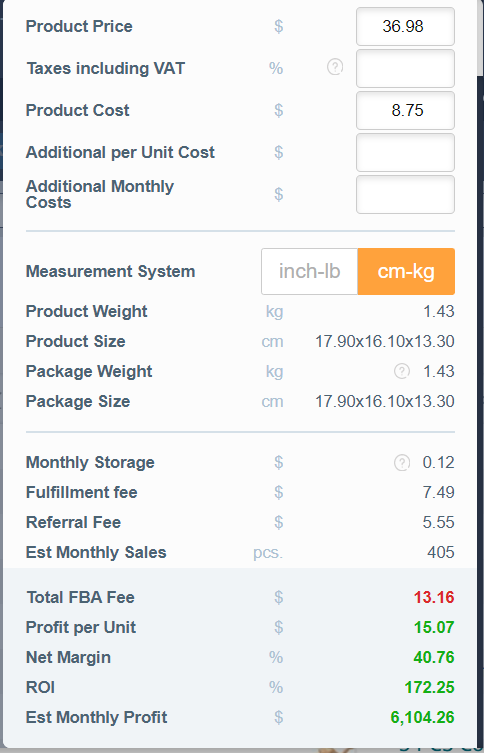 Product Price $ 36.98
Taxes including VAT % ?
Product Cost $ 8.75
Additional per Unit Cost $
Additional Monthly
Costs $
Measurement System inch-lb cm-kg
Product Weight kg 1.43
Product Size cm 17.90x16.10x13.30
Package Weight kg ? 1.43
Package Size cm 17.90x16.10x13.30
Monthly Storage $ ? 0.12
Fulfillment fee $ 7.49
Referral Fee $ 5.55
Est Monthly Sales pcs. 405
Total FBA Fee $ 13.16
Profit per Unit $ 15.07
Net Margin % 40.76
ROI % 172.25
Est Monthly Profit $ 6,104.26